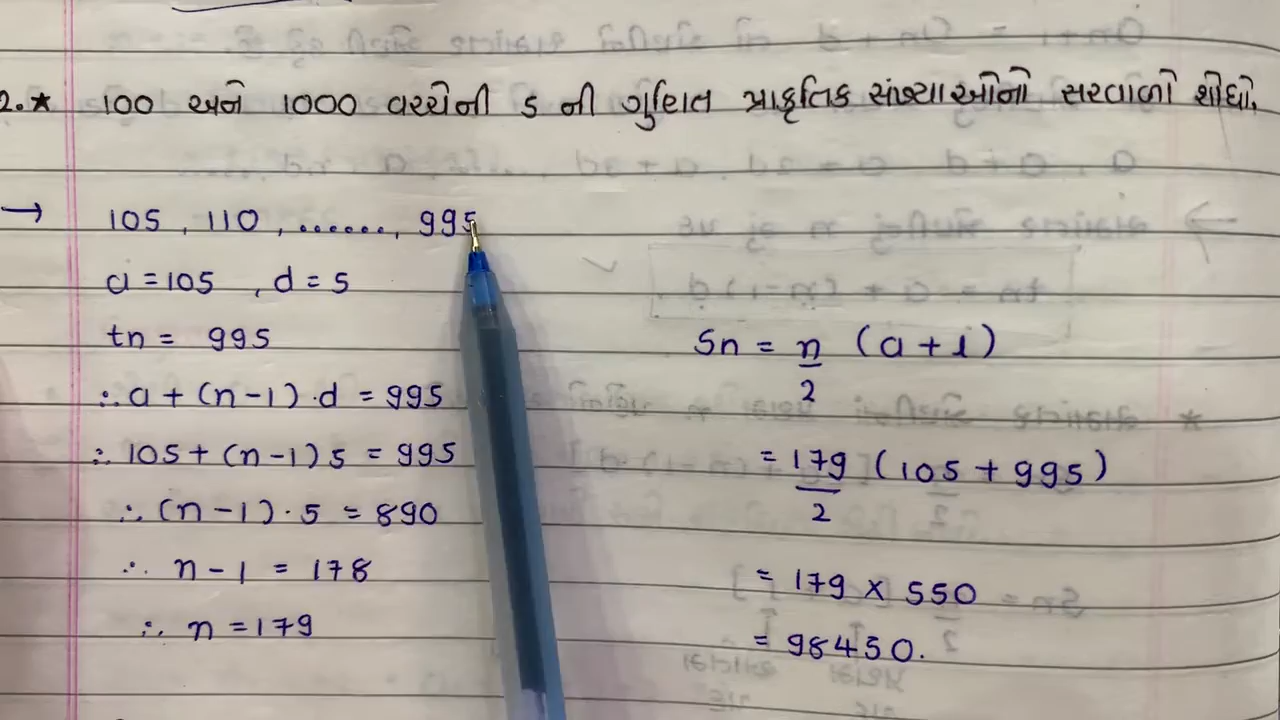 2.* 100 અને 1000 વચ્ચેની 5 ની ગુણિત પ્રાકૃતિક સંખ્યાઓનો સરવાળો શોધો.
→ 105 , 110 , ......, 995
a = 105 , d = 5
tn = 995
∴ a + (n-1) . d = 995
∴ 105 + (n-1) 5 = 995
∴ (n-1) . 5 = 890
∴ n - 1 = 178
∴ n = 179
Sn = n/2 (a + l)
= 179/2 (105 + 995)
= 179 × 550
= 98450.